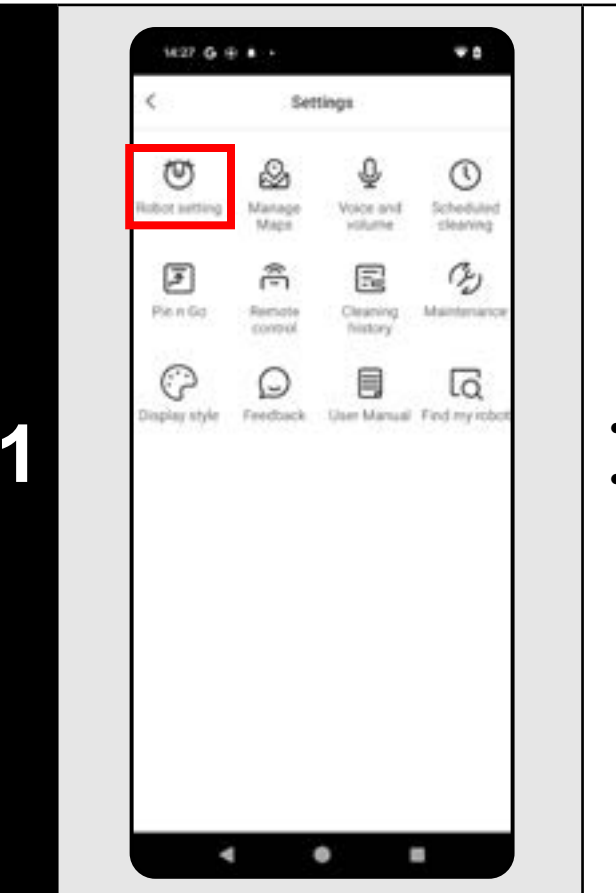 14:27
Settings
Robot setting
Manage
Maps
Voice and
volume
Scheduled
cleaning
Pin n Go
Remote
control
Cleaning
history
Maintenance
Display style
Feedback
User Manual
Find my robot
1